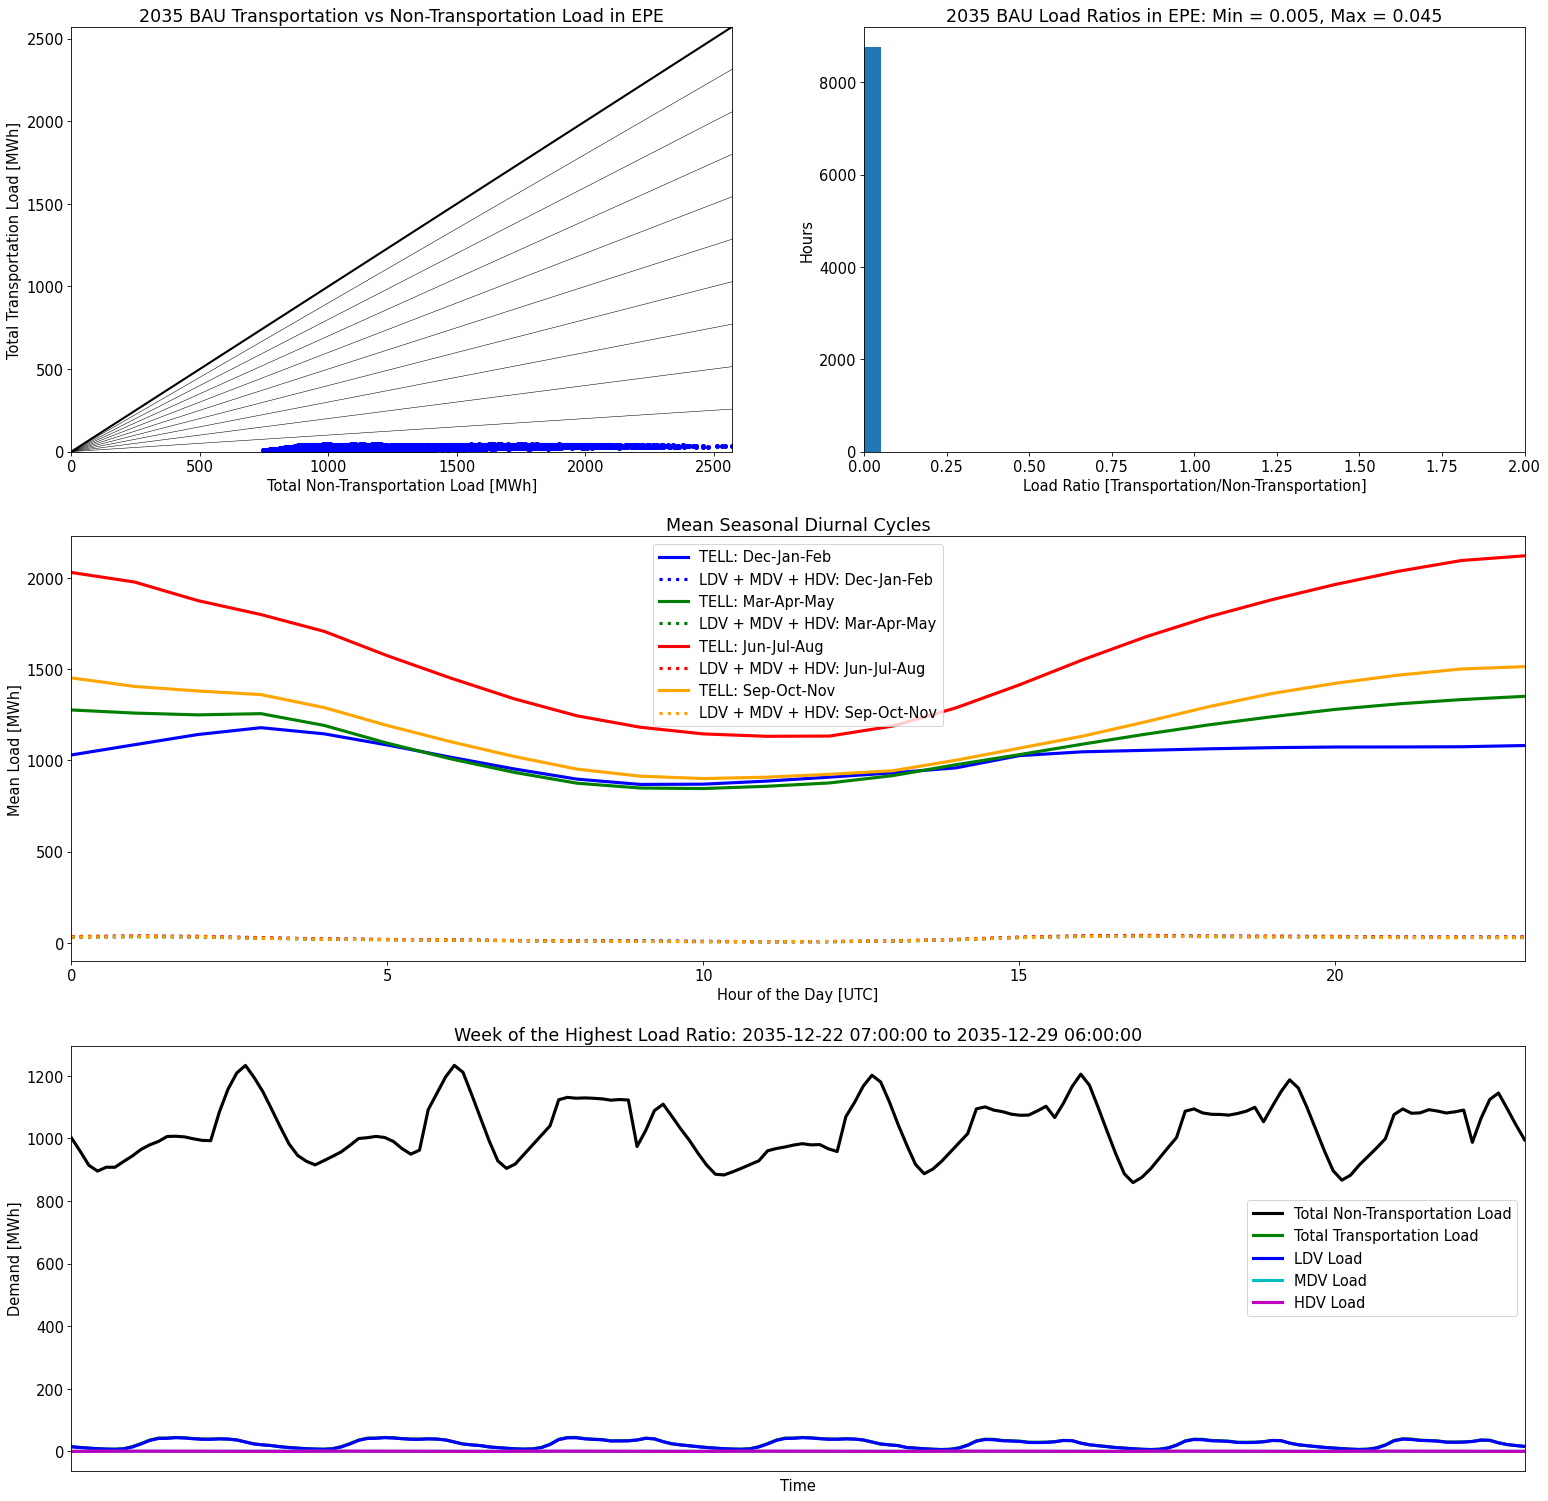 2035 BAU Transportation vs Non-Transportation Load in EPE
2500
2000
1500
1000
500
0
Total Transportation Load [MWh]
0 500 1000 1500 2000 2500
Total Non-Transportation Load [MWh]
2035 BAU Load Ratios in EPE: Min = 0.005, Max = 0.045
8000
6000
4000
2000
0
Hours
0.00 0.25 0.50 0.75 1.00 1.25 1.50 1.75 2.00
Load Ratio [Transportation/Non-Transportation]
Mean Seasonal Diurnal Cycles
2000
1500
1000
500
0
Mean Load [MWh]
TELL: Dec-Jan-Feb
LDV + MDV + HDV: Dec-Jan-Feb
TELL: Mar-Apr-May
LDV + MDV + HDV: Mar-Apr-May
TELL: Jun-Jul-Aug
LDV + MDV + HDV: Jun-Jul-Aug
TELL: Sep-Oct-Nov
LDV + MDV + HDV: Sep-Oct-Nov
0 5 10 15 20
Hour of the Day [UTC]
Week of the Highest Load Ratio: 2035-12-22 07:00:00 to 2035-12-29 06:00:00
1200
1000
800
600
400
200
0
Demand [MWh]
Total Non-Transportation Load
Total Transportation Load
LDV Load
MDV Load
HDV Load
Time